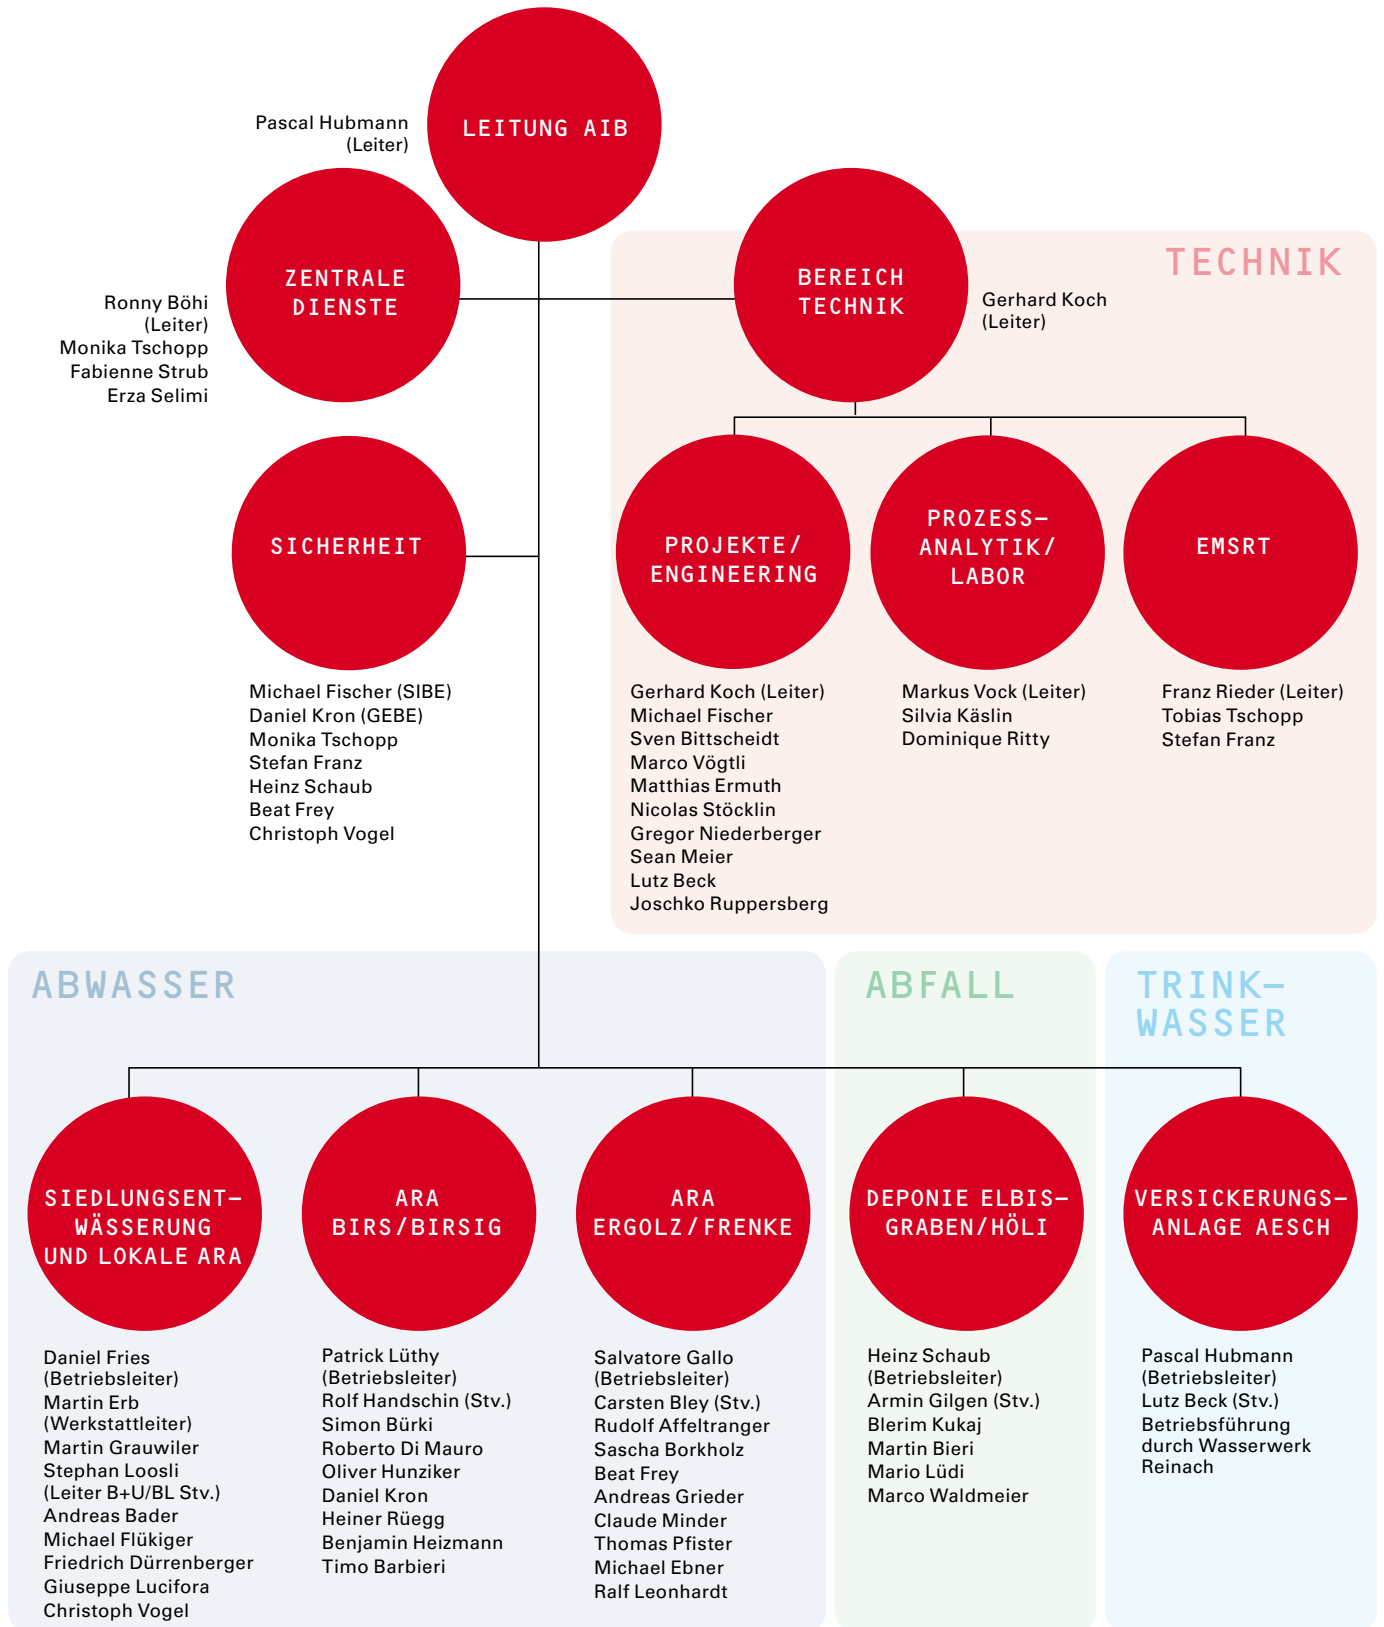 Pascal Hubmann
(Leiter)
LEITUNG AIB
ZENTRALE
DIENSTE
Ronny Böhi
(Leiter)
Monika Tschopp
Fabienne Strub
Erza Selimi
TECHNIK
BEREICH
TECHNIK
Gerhard Koch
(Leiter)
SICHERHEIT
Michael Fischer (SIBE)
Daniel Kron (GEBE)
Monika Tschopp
Stefan Franz
Heinz Schaub
Beat Frey
Christoph Vogel
PROJEKTE/
ENGINEERING
Gerhard Koch (Leiter)
Michael Fischer
Sven Bittscheidt
Marco Vögtli
Matthias Ermuth
Nicolas Stöcklin
Gregor Niederberger
Sean Meier
Lutz Beck
Joschko Ruppersberg
PROZESS–
ANALYTIK/
LABOR
Markus Vock (Leiter)
Silvia Käslin
Dominique Ritty
EMSRT
Franz Rieder (Leiter)
Tobias Tschopp
Stefan Franz
ABWASSER
SIEDLUNGSENT–
WÄSSERUNG
UND LOKALE ARA
Daniel Fries
(Betriebsleiter)
Martin Erb
(Werkstattleiter)
Martin Grauwiler
Stephan Loosli
(Leiter B+U/BL Stv.)
Andreas Bader
Michael Flükiger
Friedrich Dürrenberger
Giuseppe Lucifora
Christoph Vogel
ARA
BIRS/BIRSIG
Patrick Lüthy
(Betriebsleiter)
Rolf Handschin (Stv.)
Simon Bürki
Roberto Di Mauro
Oliver Hunziker
Daniel Kron
Heiner Rüegg
Benjamin Heizmann
Timo Barbieri
ARA
ERGOLZ/FRENKE
Salvatore Gallo
(Betriebsleiter)
Carsten Bley (Stv.)
Rudolf Affeltranger
Sascha Borkholz
Beat Frey
Andreas Grieder
Claude Minder
Thomas Pfister
Michael Ebner
Ralf Leonhardt
ABFALL
DEPONIE ELBIS–
GRABEN/HÖLI
Heinz Schaub
(Betriebsleiter)
Armin Gilgen (Stv.)
Blerim Kukaj
Martin Bieri
Mario Lüdi
Marco Waldmeier
TRINK–
WASSER
VERSICKERUNGS–
ANLAGE AESCH
Pascal Hubmann
(Betriebsleiter)
Lutz Beck (Stv.)
Betriebsführung
durch Wasserwerk
Reinach